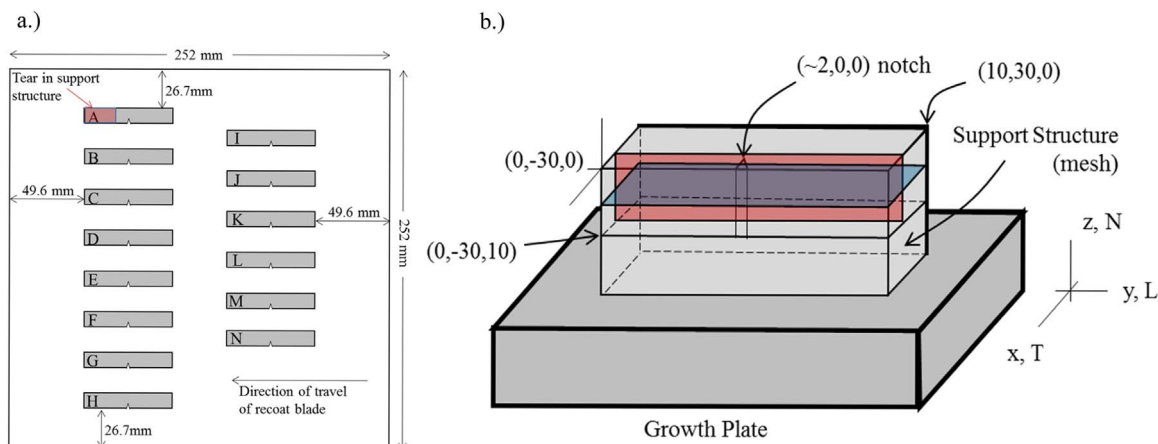 a.)
252 mm
Tear in support
structure
26.7mm
A
I
B
J
49.6 mm
C
K
49.6 mm
D
L
E
M
F
N
G
H
252 mm
Direction of travel
of recoat blade
26.7mm
b.)
(~2,0,0) notch
(10,30,0)
(0,-30,0)
Support Structure
(mesh)
(0,-30,10)
z, N
y, L
x, T
Growth Plate